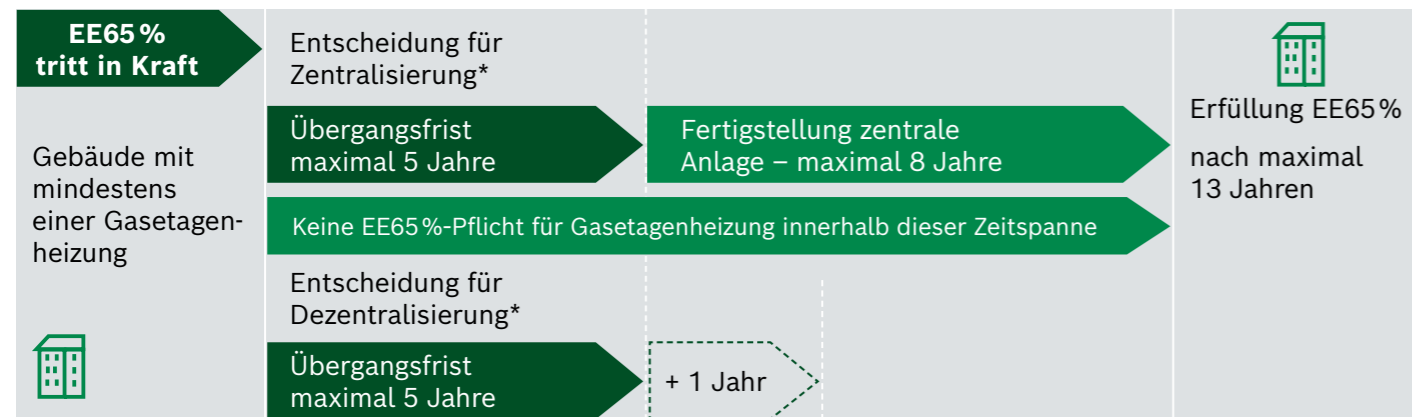 EE65 %
tritt in Kraft
Gebäude mit
mindestens
einer Gasetagen-
heizung
Entscheidung für
Zentralisierung*
Übergangsfrist
maximal 5 Jahre
Fertigstellung zentrale
Anlage – maximal 8 Jahre
Keine EE65 %-Pflicht für Gasetagenheizung innerhalb dieser Zeitspanne
Entscheidung für
Dezentralisierung*
Übergangsfrist
maximal 5 Jahre
+ 1 Jahr
Erfüllung EE65 %
nach maximal
13 Jahren